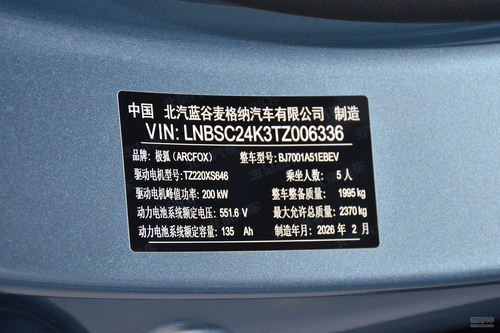 中国 北汽蓝谷麦格纳汽车有限公司 制造
VIN: LNBSC24K3TZ006336
品牌: 极狐(ARCFOX) 整车型号: BJ7001A51EBEV
驱动电机型号: TZ220XS646 乘坐人数: 5 人
驱动电机峰值功率: 200 kW 整车整备质量: 1995 kg
动力电池系统额定电压: 551.6 V 最大允许总质量: 2370 kg
动力电池系统额定容量: 135 Ah 制造年月: 2026 年 2 月